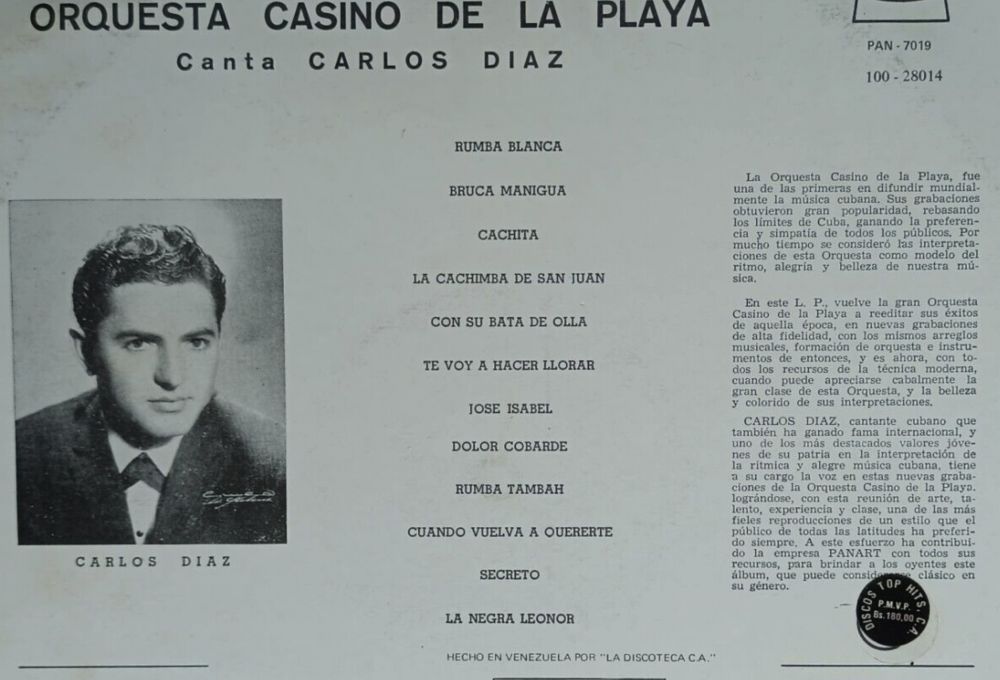 ORQUESTA CASINO DE LA PLAYA
Canta CARLOS DIAZ
PAN - 7019
100 - 28014
RUMBA BLANCA
BRUCA MANIGUA
CACHITA
LA CACHIMBA DE SAN JUAN
CON SU BATA DE OLLA
TE VOY A HACER LLORAR
JOSE ISABEL
DOLOR COBARDE
RUMBA TAMBAH
CUANDO VUELVA A QUERERTE
SECRETO
LA NEGRA LEONOR
CARLOS DIAZ
La Orquesta Casino de la Playa, fue
una de las primeras en difundir mundial-
mente la música cubana. Sus grabaciones
obtuvieron gran popularidad, rebasando
los límites de Cuba, ganando la preferen-
cia y simpatía de todos los públicos. Por
mucho tiempo se consideró las interpreta-
ciones de esta Orquesta como modelo del
ritmo, alegría y belleza de nuestra mú-
sica.
En este L. P., vuelve la gran Orquesta
Casino de la Playa a reeditar sus éxitos
de aquella época, en nuevas grabaciones
de alta fidelidad, con los mismos arreglos
musicales, formación de orquesta e instru-
mentos de entonces, y es ahora, con to-
dos los recursos de la técnica moderna,
cuando puede apreciarse cabalmente la
gran clase de esta Orquesta, y la belleza
y colorido de sus interpretaciones.
CARLOS DIAZ, cantante cubano que
también ha ganado fama internacional, y
uno de los más destacados valores jóve-
nes de su patria en la interpretación de
la rítmica y alegre música cubana, tiene
a su cargo la voz en estas nuevas graba-
ciones de la Orquesta Casino de la Playa.
lográndose, con esta reunión de arte, ta-
lento, experiencia y clase, una de las más
fieles reproducciones de un estilo que el
público de todas las latitudes ha preferi-
do siempre. A este esfuerzo ha contribuí-
do la empresa PANART con todos sus
recursos, para brindar a los oyentes este
álbum, que puede clásico en
su género.
DISCOS TOP HITS, C.A.
P.M.V.P.
Bs. 180,00
HECHO EN VENEZUELA POR "LA DISCOTECA C.A."